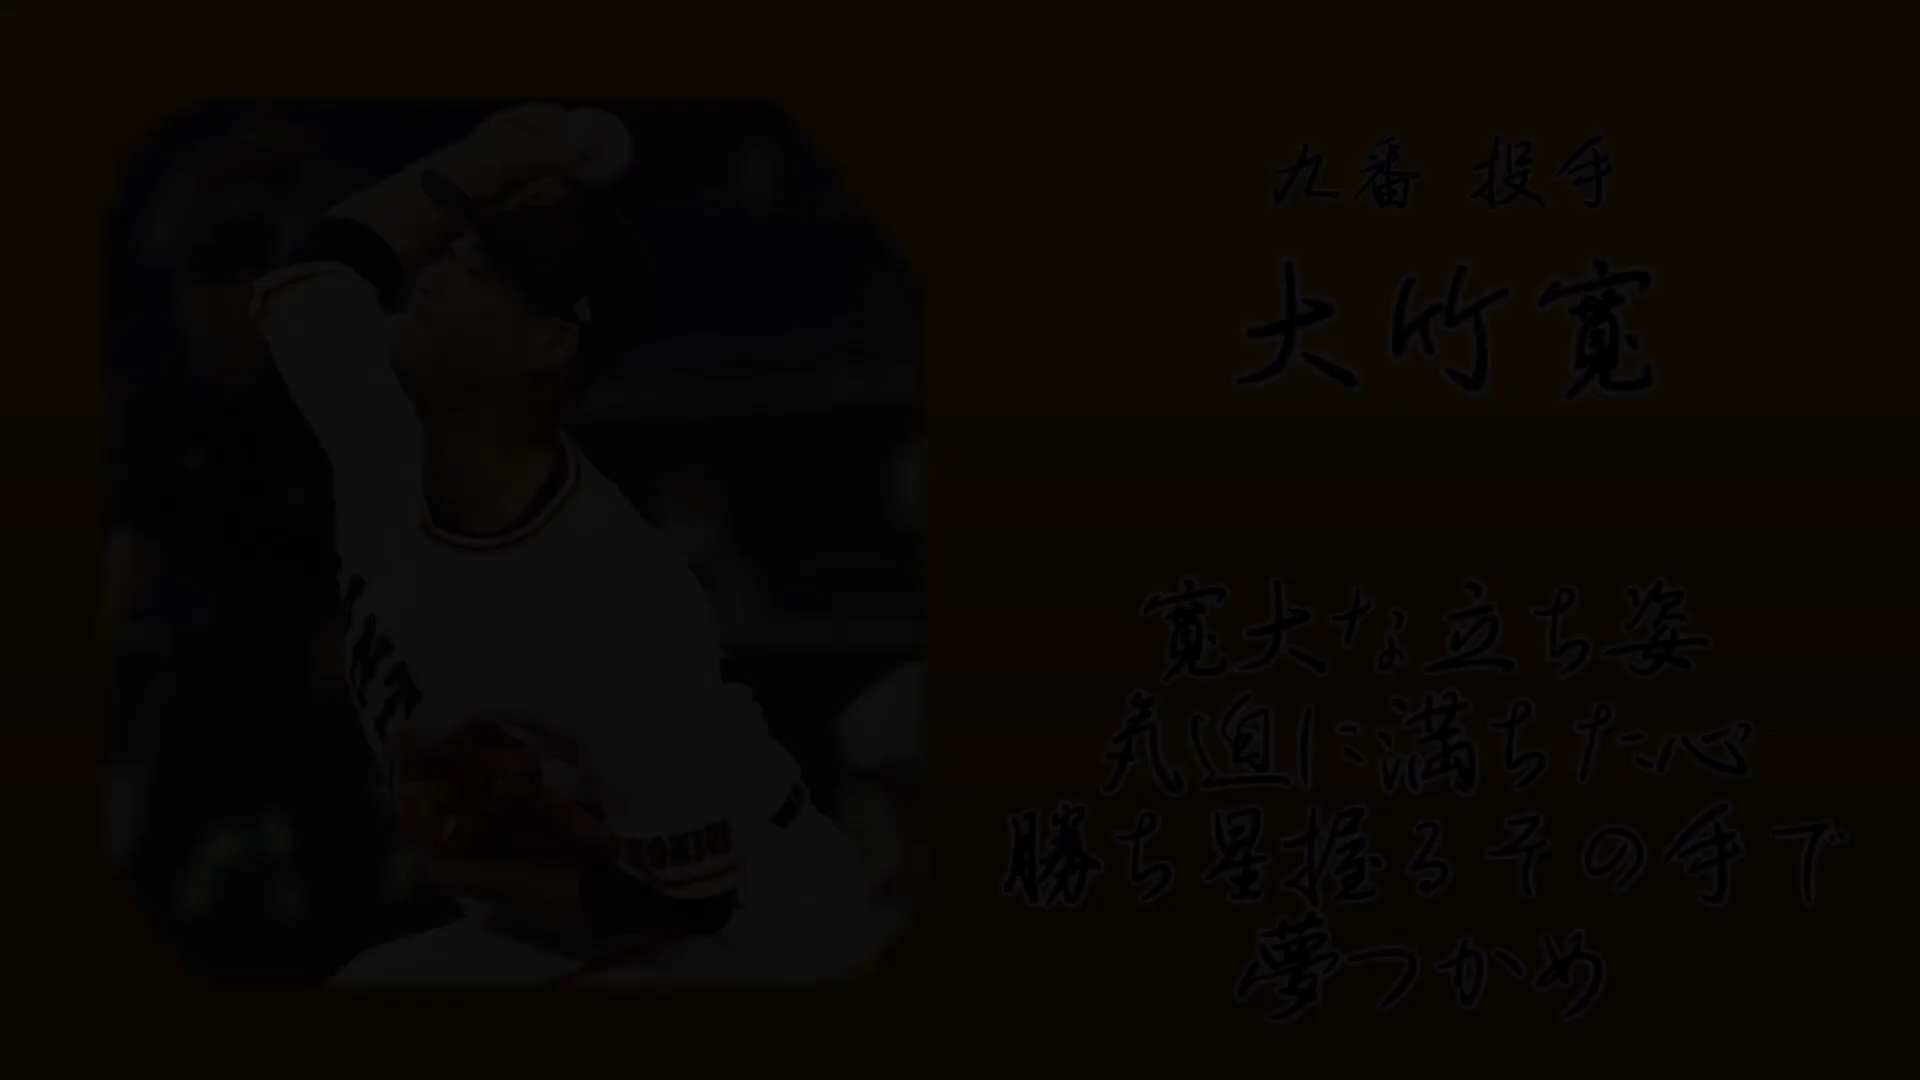 九番 投手
大竹寛
寛大な立ち姿
気迫に満ちた心
勝ち星握るその手で
夢つかめ